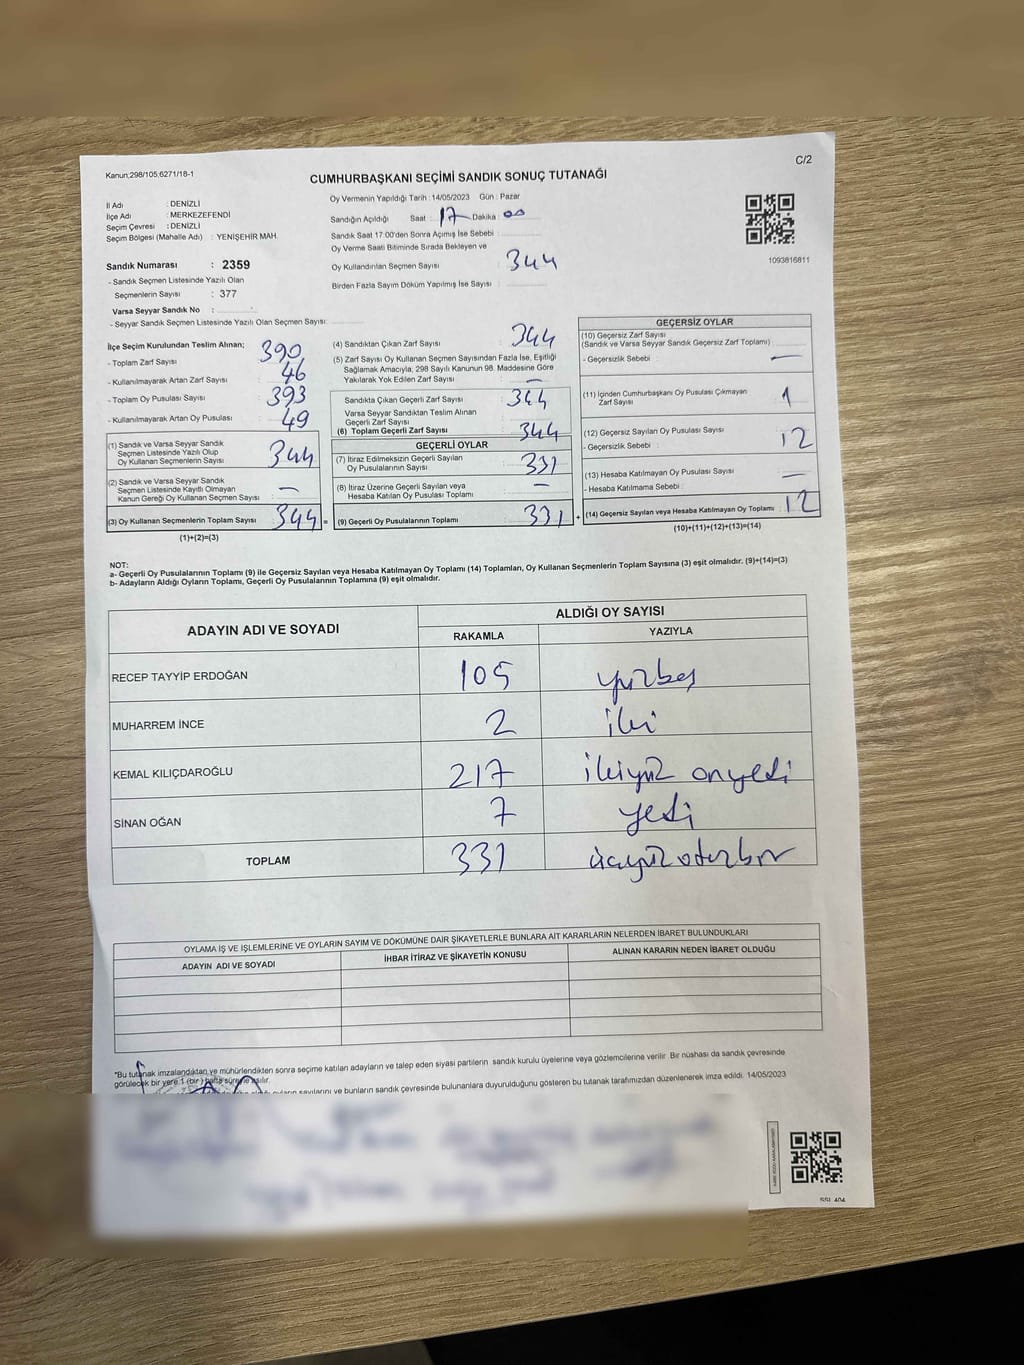 C/2
Kanun;298/105;6271/18-1
CUMHURBAŞKANI SEÇİMİ SANDIK SONUÇ TUTANAĞI
İl Adı : DENİZLİ
İlçe Adı : MERKEZEFENDİ
Seçim Çevresi : DENİZLİ
Seçim Bölgesi (Mahalle Adı) : YENİŞEHİR MAH.
Sandık Numarası : 2359
- Sandık Seçmen Listesinde Yazılı Olan
Seçmenlerin Sayısı : 377
Varsa Seyyar Sandık No :
- Seyyar Sandık Seçmen Listesinde Yazılı Olan Seçmen Sayısı:
Oy Vermenin Yapıldığı Tarih :14/05/2023 Gün : Pazar
Sandığın Açıldığı Saat : 17 Dakika : 00
Sandık Saat 17.00'den Sonra Açılmış İse Sebebi :
Oy Verme Saati Bitiminde Sırada Bekleyen ve
Oy Kullandırılan Seçmen Sayısı : 344
Birden Fazla Sayım Döküm Yapılmış İse Sayısı :
1093816811
İlçe Seçim Kurulundan Teslim Alınan;
- Toplam Zarf Sayısı : 390
- Kullanılmayarak Artan Zarf Sayısı : 46
- Toplam Oy Pusulası Sayısı : 393
- Kullanılmayarak Artan Oy Pusulası : 49
(1) Sandık ve Varsa Seyyar Sandık
Seçmen Listesinde Yazılı Olup
Oy Kullanan Seçmenlerin Sayısı : 344
(2) Sandık ve Varsa Seyyar Sandık
Seçmen Listesinde Kayıtlı Olmayan
Kanun Gereği Oy Kullanan Seçmen Sayısı : –
(3) Oy Kullanan Seçmenlerin Toplam Sayısı : 344 =
(1)+(2)=(3)
(4) Sandıktan Çıkan Zarf Sayısı : 344
(5) Zarf Sayısı Oy Kullanan Seçmen Sayısından Fazla İse, Eşitliği
Sağlamak Amacıyla, 298 Sayılı Kanunun 98. Maddesine Göre
Yakılarak Yok Edilen Zarf Sayısı : –
Sandıkta Çıkan Geçerli Zarf Sayısı : 344
Varsa Seyyar Sandıktan Teslim Alınan
Geçerli Zarf Sayısı :
(6) Toplam Geçerli Zarf Sayısı : 344
GEÇERLİ OYLAR
(7) İtiraz Edilmeksizin Geçerli Sayılan
Oy Pusulalarının Sayısı : 331
(8) İtiraz Üzerine Geçerli Sayılan veya
Hesaba Katılan Oy Pusulası Toplamı : –
(9) Geçerli Oy Pusulalarının Toplamı : 331 +
GEÇERSİZ OYLAR
(10) Geçersiz Zarf Sayısı
(Sandık ve Varsa Seyyar Sandık Geçersiz Zarf Toplamı) :
- Geçersizlik Sebebi : –
(11) İçinden Cumhurbaşkanı Oy Pusulası Çıkmayan
Zarf Sayısı : 1
(12) Geçersiz Sayılan Oy Pusulası Sayısı : 12
- Geçersizlik Sebebi :
(13) Hesaba Katılmayan Oy Pusulası Sayısı : –
- Hesaba Katılmama Sebebi :
(14) Geçersiz Sayılan veya Hesaba Katılmayan Oy Toplamı : 12
(10)+(11)+(12)+(13)=(14)
NOT:
a- Geçerli Oy Pusulalarının Toplamı (9) ile Geçersiz Sayılan veya Hesaba Katılmayan Oy Toplamı (14) Toplamları, Oy Kullanan Seçmenlerin Toplam Sayısına (3) eşit olmalıdır. (9)+(14)=(3)
b- Adayların Aldığı Oyların Toplamı, Geçerli Oy Pusulalarının Toplamına (9) eşit olmalıdır.
ADAYIN ADI VE SOYADI
ALDIĞI OY SAYISI
RAKAMLA YAZIYLA
RECEP TAYYİP ERDOĞAN 105 yüzbeş
MUHARREM İNCE 2 iki
KEMAL KILIÇDAROĞLU 217 ikiyüz onyedi
SİNAN OĞAN 7 yedi
TOPLAM 331 üçyüzotuzbir
OYLAMA İŞ VE İŞLEMLERİNE VE OYLARIN SAYIM VE DÖKÜMÜNE DAİR ŞİKAYETLERLE BUNLARA AİT KARARLARIN NELERDEN İBARET BULUNDUKLARI
ADAYIN ADI VE SOYADI İHBAR İTİRAZ VE ŞİKAYETİN KONUSU ALINAN KARARIN NEDEN İBARET OLDUĞU
*Bu tutanak imzalandıktan ve mühürlendikten sonra seçime katılan adayların ve talep eden siyasi partilerin sandık kurulu üyelerine veya gözlemcilerine verilir. Bir nüshası da sandık çevresinde
görülecek bir yere 1 (bir) hafta süreyle asılır.
sayılarını ve bunların sandık çevresinde bulunanlara duyurulduğunu gösteren bu tutanak tarafımızdan düzenlenerek imza edildi. 14/05/2023